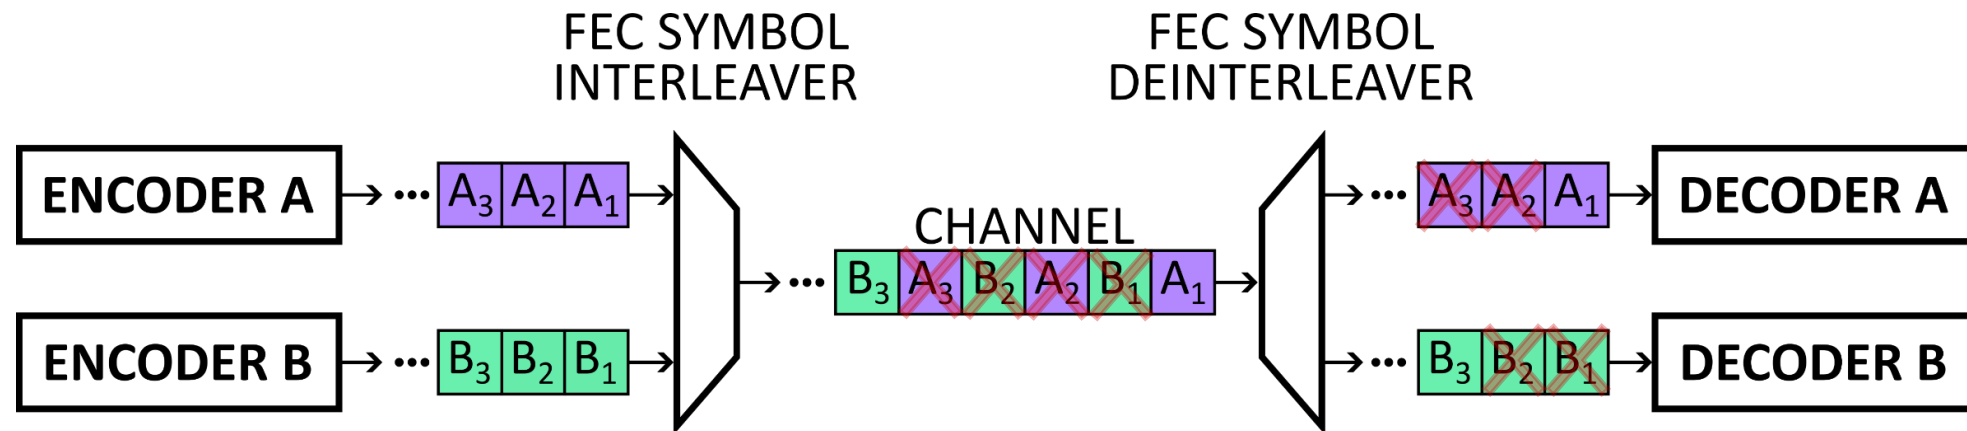 FEC SYMBOL
INTERLEAVER
FEC SYMBOL
DEINTERLEAVER
ENCODER A
••• A₃ A₂ A₁
CHANNEL
••• B₃ A₃ B₂ A₂ B₁ A₁
••• A₃ A₂ A₁
DECODER A
ENCODER B
••• B₃ B₂ B₁
••• B₃ B₂ B₁
DECODER B